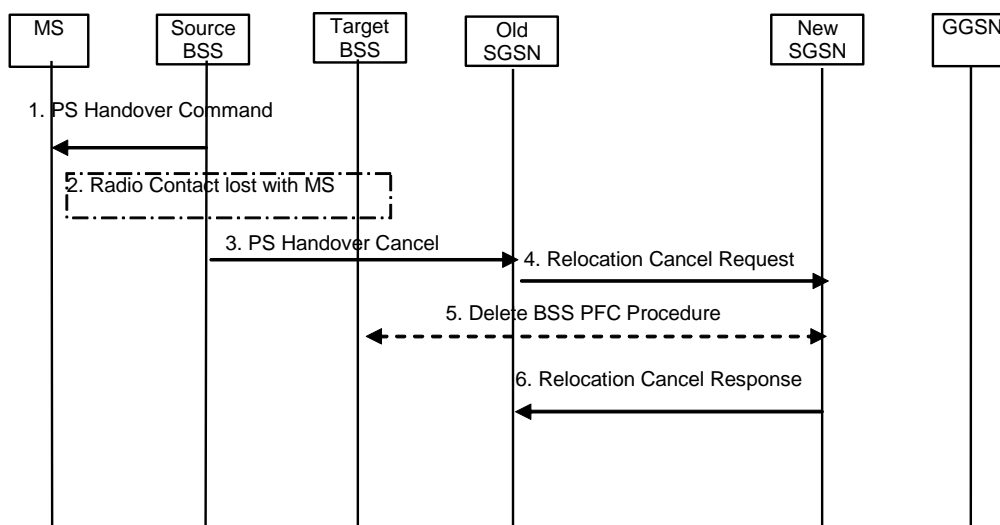 MS
Source
BSS
Target
BSS
Old
SGSN
New
SGSN
GGSN
1. PS Handover Command
2. Radio Contact lost with MS
3. PS Handover Cancel
4. Relocation Cancel Request
5. Delete BSS PFC Procedure
6. Relocation Cancel Response